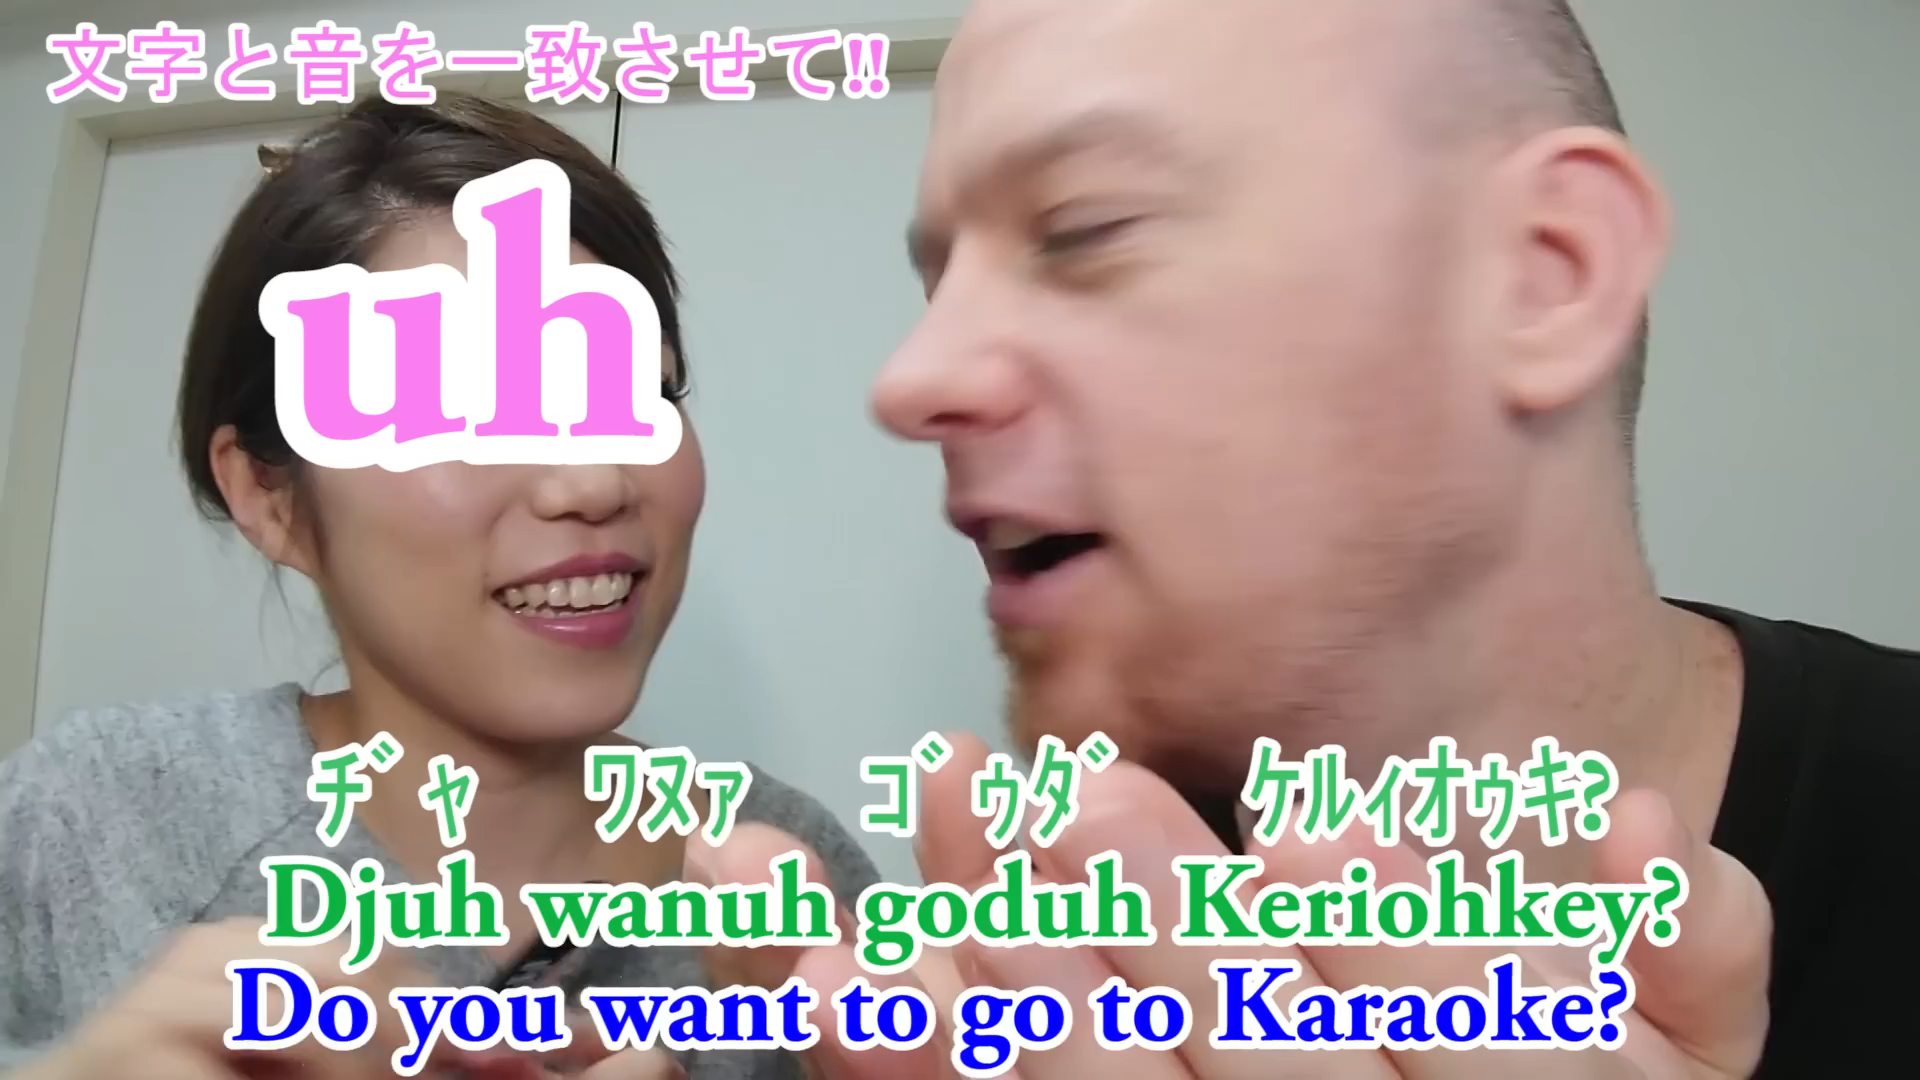 文字と音を一致させて!!
uh
ﾁﾞｬ ﾜﾇｧ ｺﾞｩﾀﾞ ｹﾙｨｵｩｷ?
Djuh wanuh goduh Keriohkey?
Do you want to go to Karaoke?